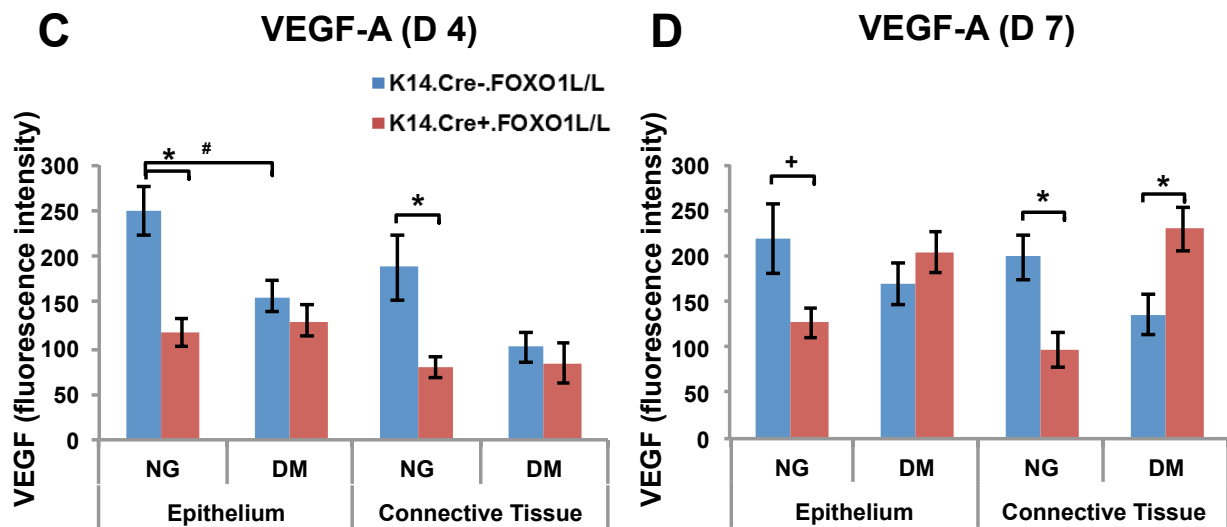 C VEGF-A (D 4)
K14.Cre-.FOXO1L/L
K14.Cre+.FOXO1L/L
VEGF (fluorescence intensity)
300
250
200
150
100
50
0
*
#
*
NG DM NG DM
Epithelium Connective Tissue
D VEGF-A (D 7)
VEGF (fluorescence intensity)
300
250
200
150
100
50
0
+
*
*
NG DM NG DM
Epithelium Connective Tissue